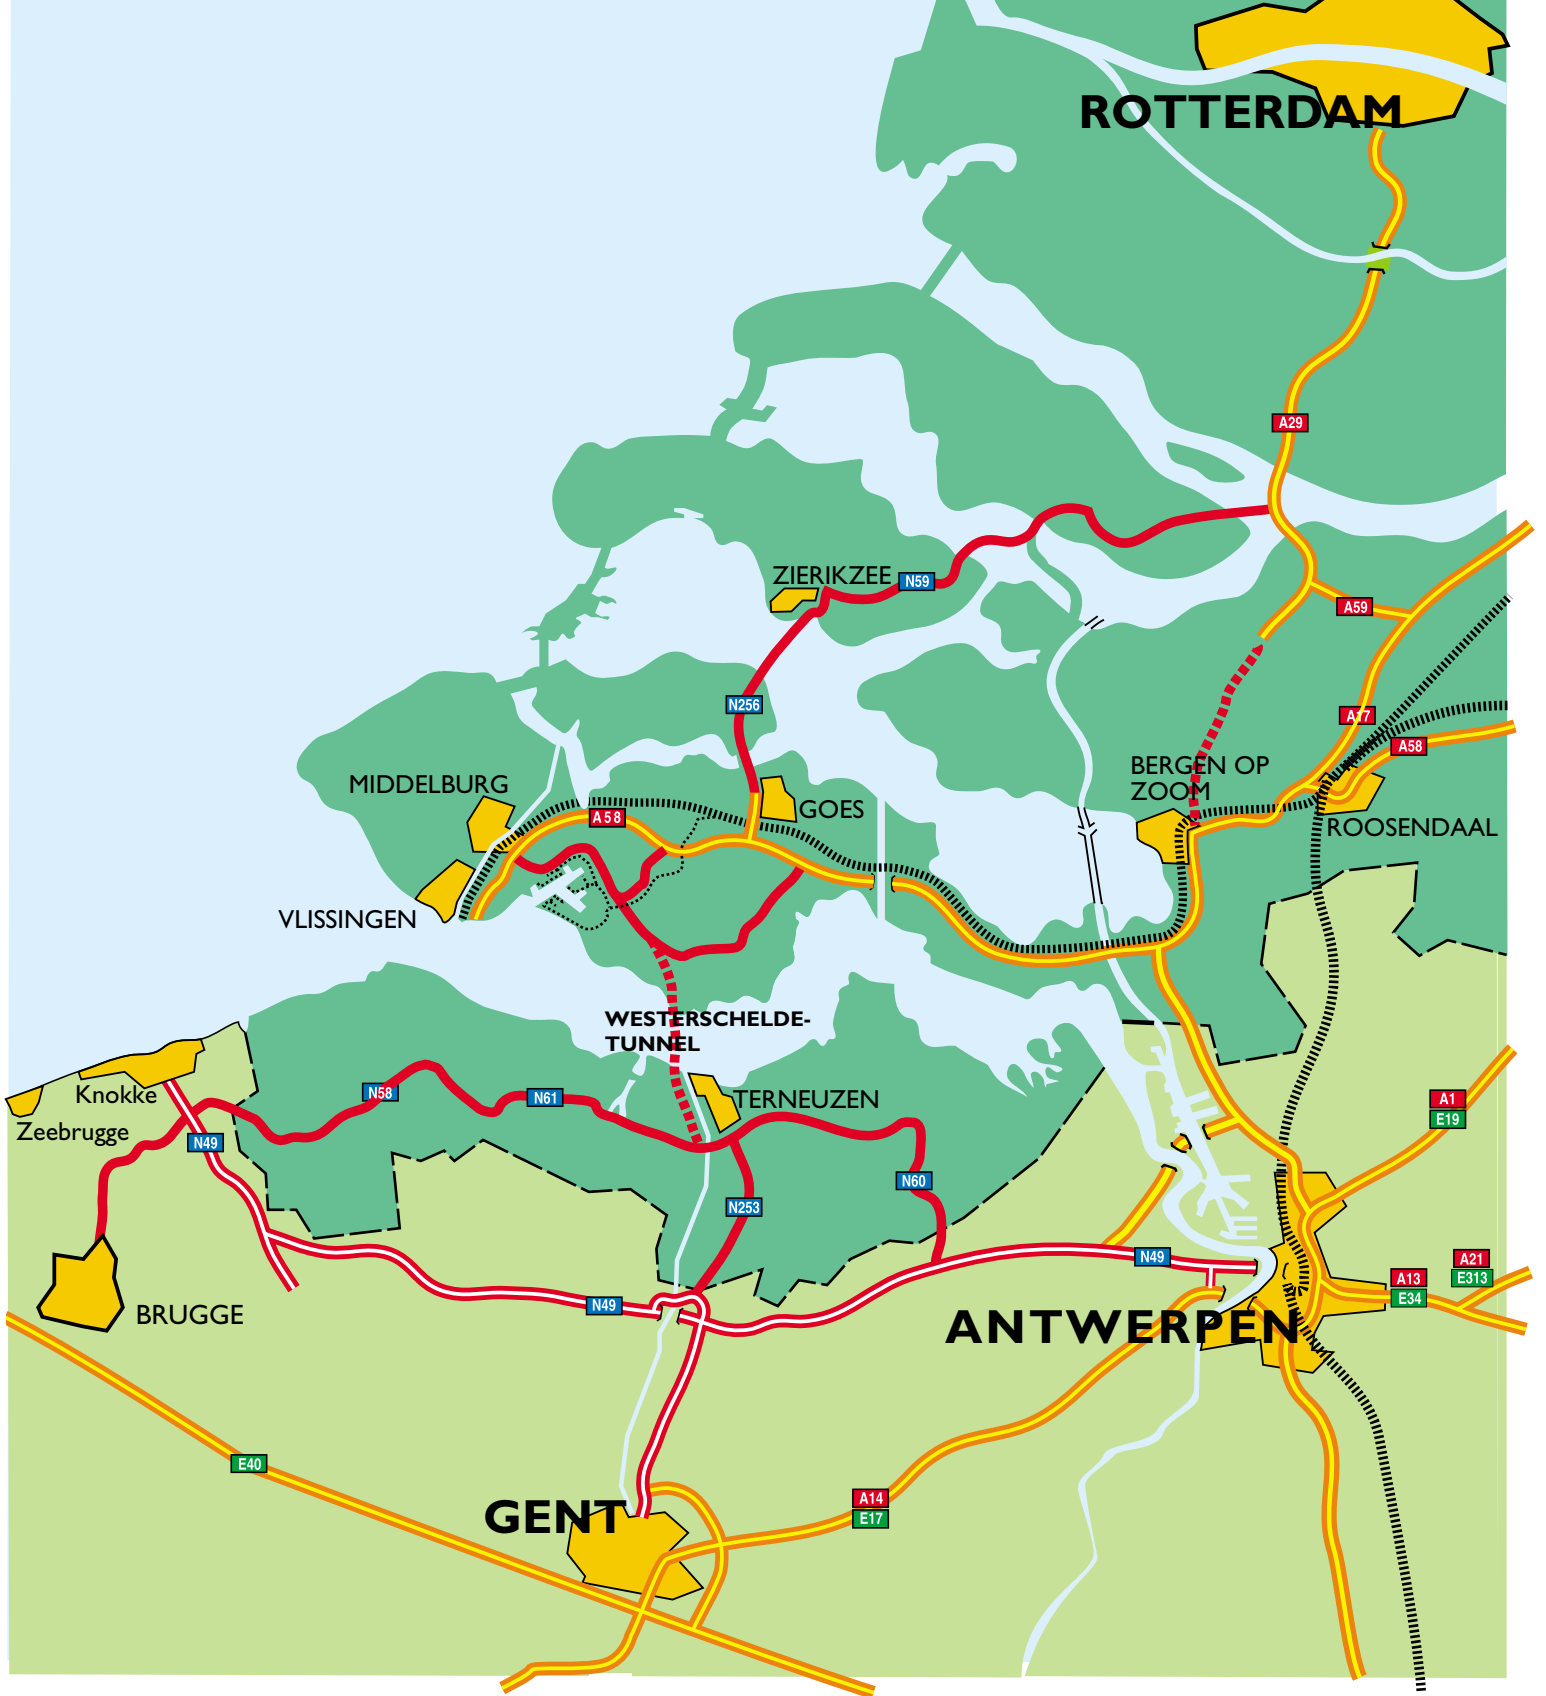 ROTTERDAM
A29
ZIERIKZEE
N59
A59
N256
A17
A58
BERGEN OP
ZOOM
MIDDELBURG
GOES
A58
ROOSENDAAL
VLISSINGEN
WESTERSCHELDE-
TUNNEL
Knokke
N58
N61
TERNEUZEN
A1
E19
Zeebrugge
N49
N60
N253
N49
A21
E313
A13
E34
BRUGGE
N49
ANTWERPEN
E40
GENT
A14
E17